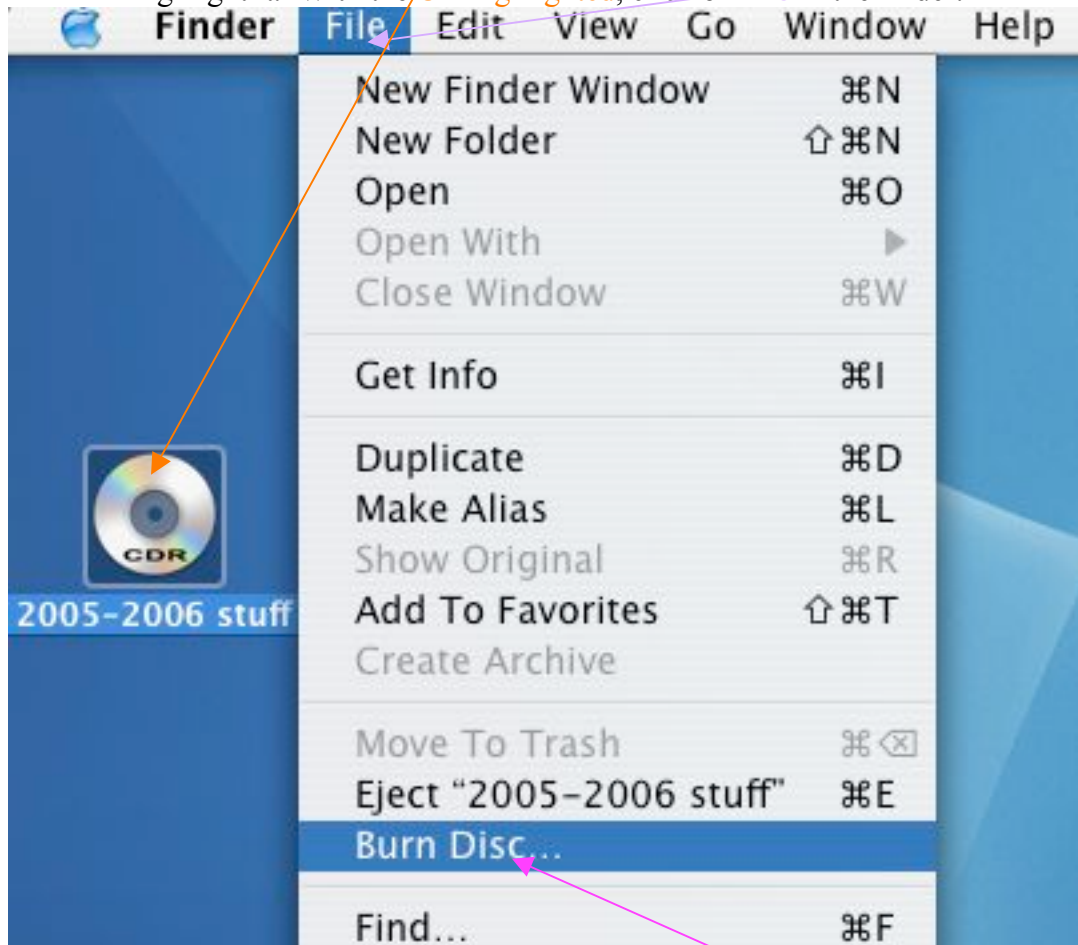 Finder File Edit View Go Window Help
New Finder Window ⌘N
New Folder ⇧⌘N
Open ⌘O
Open With ▶
Close Window ⌘W
Get Info ⌘I
Duplicate ⌘D
Make Alias ⌘L
Show Original ⌘R
Add To Favorites ⇧⌘T
Create Archive
Move To Trash ⌘⌫
Eject “2005–2006 stuff” ⌘E
Burn Disc...
Find... ⌘F
CDR
2005–2006 stuff